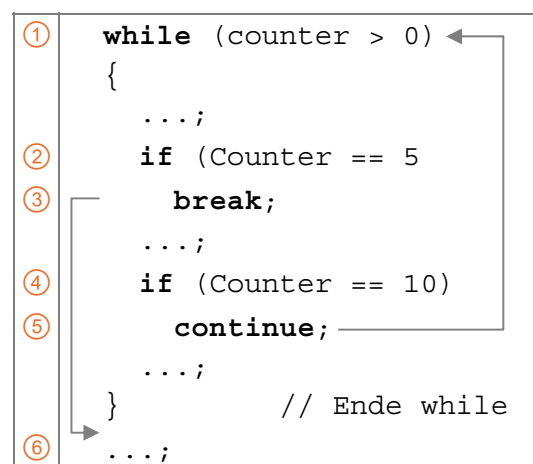 ① while (counter > 0)
{
...;
② if (Counter == 5
③ break;
...;
④ if (Counter == 10)
⑤ continue;
...;
} // Ende while
⑥ ...;